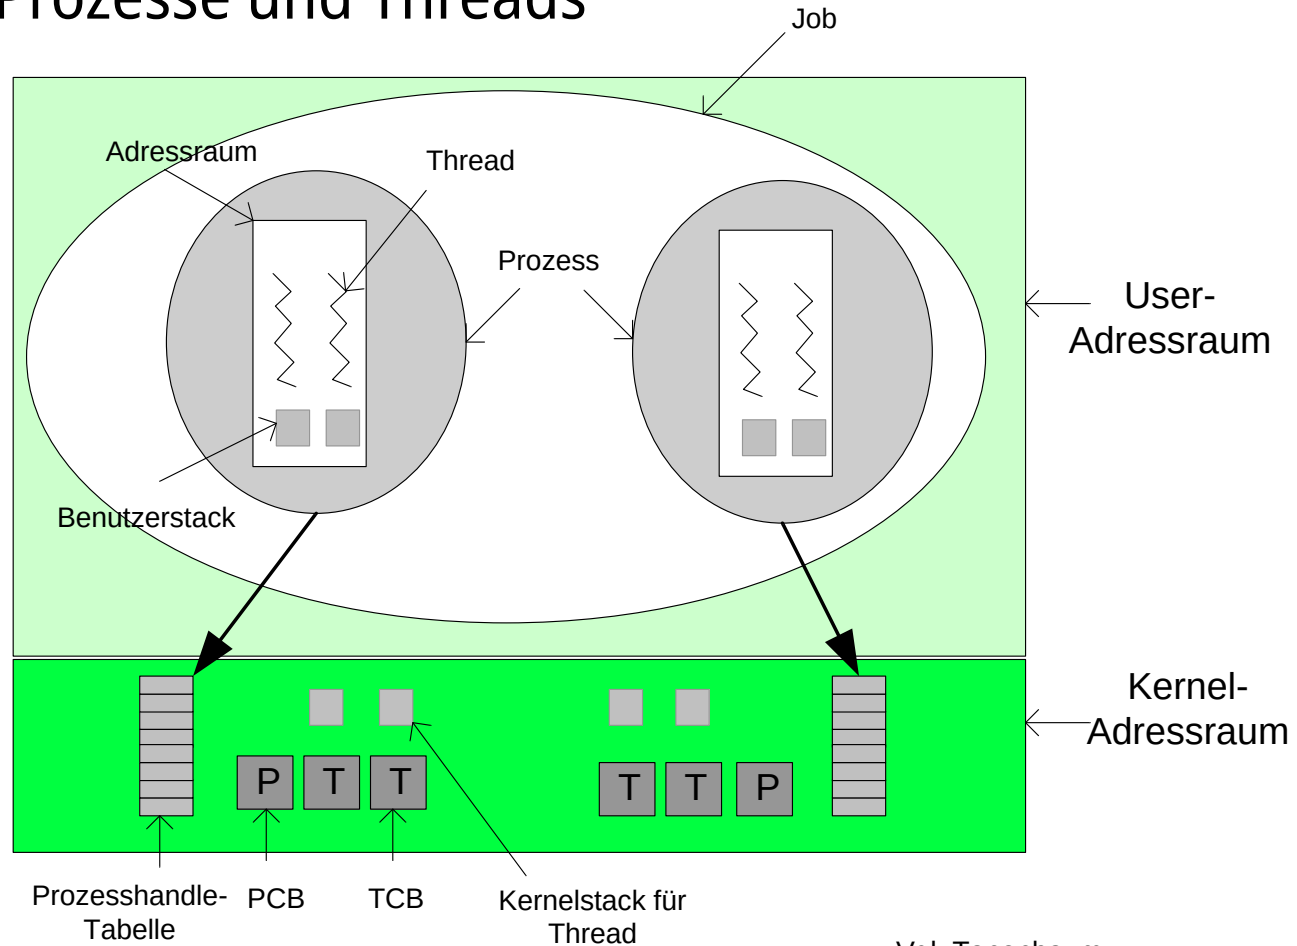 Prozesse und Threads
Job
Adressraum
Thread
Prozess
User-
Adressraum
Benutzerstack
Kernel-
Adressraum
P T T
T T P
Prozesshandle-
Tabelle
PCB
TCB
Kernelstack für
Thread